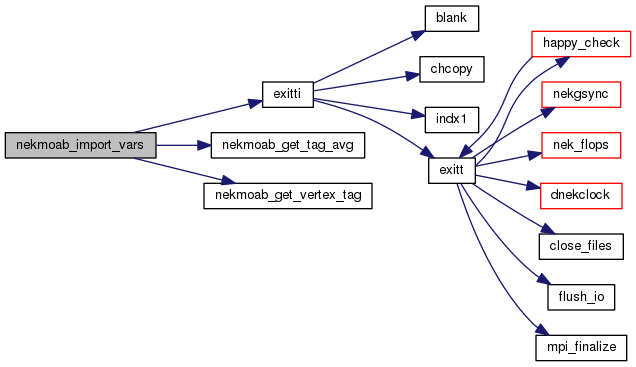 nekmoab_import_vars
exitti
nekmoab_get_tag_avg
nekmoab_get_vertex_tag
blank
chcopy
indx1
exitt
happy_check
nekgsync
nek_flops
dnekclock
close_files
flush_io
mpi_finalize